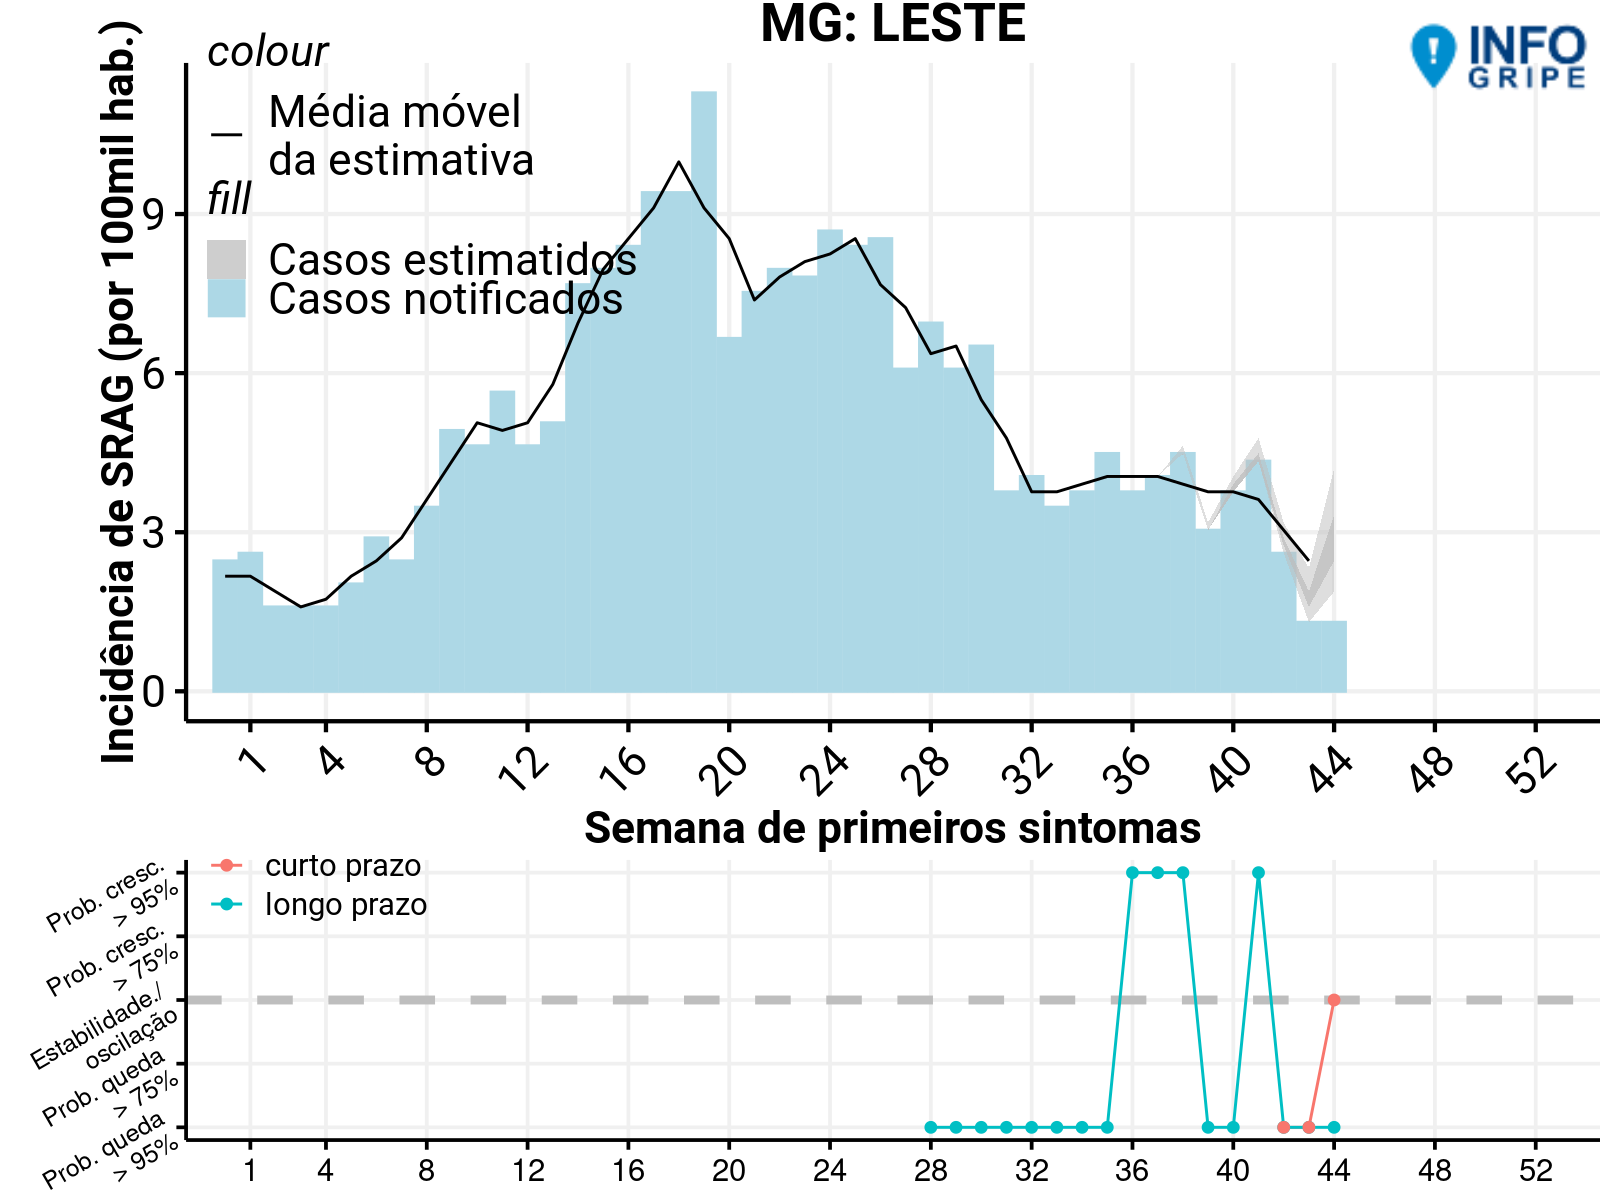 MG: LESTE
INFO
GRIPE
colour
Média móvel
da estimativa
fill
Casos estimatidos
Casos notificados
Incidência de SRAG (por 100mil hab.)
9
6
3
0
1 4 8 12 16 20 24 28 32 36 40 44 48 52
Semana de primeiros sintomas
curto prazo
longo prazo
Prob. cresc.
> 95%
Prob. cresc.
> 75%
Estabilidade./
oscilação
Prob. queda
> 75%
Prob. queda
> 95%
1 4 8 12 16 20 24 28 32 36 40 44 48 52